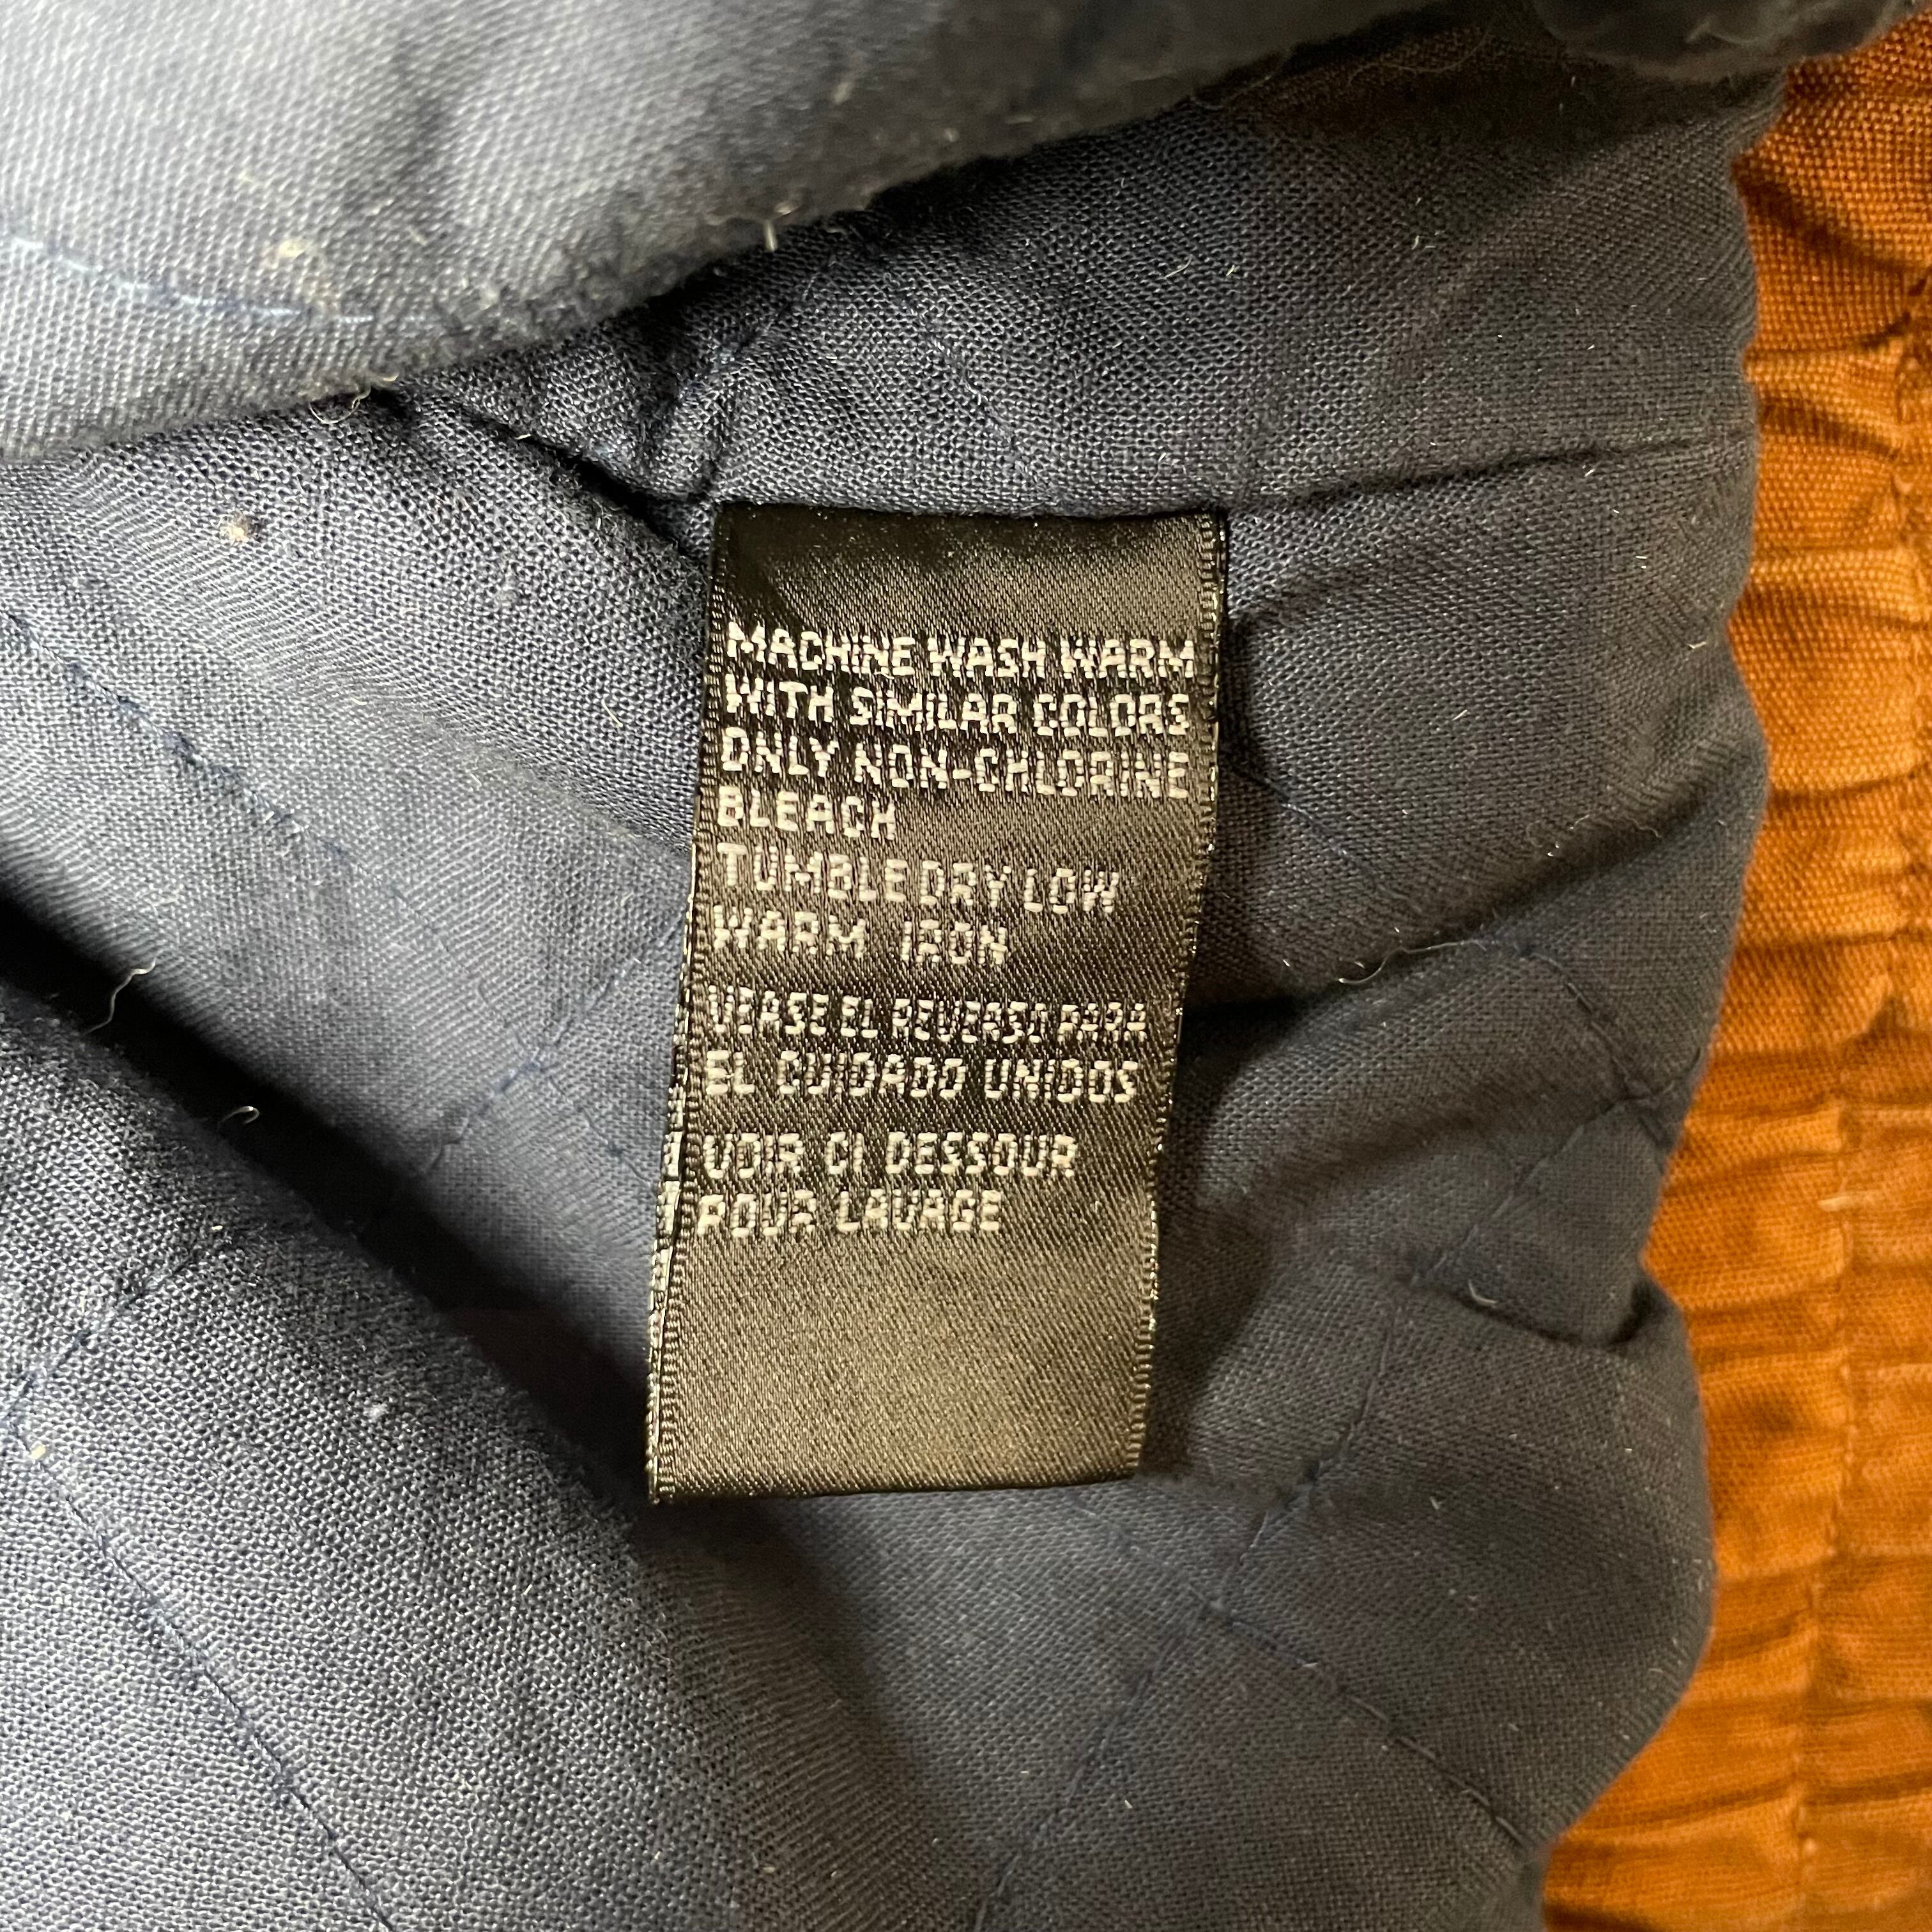 MACHINE WASH WARM
WITH SIMILAR COLORS
ONLY NON-CHLORINE
BLEACH
TUMBLE DRY LOW
WARM IRON
VEASE EL REVERSO PARA
EL CUIDADO UNIDOS
VOIR CI DESSOUR
POUR LAVAGE